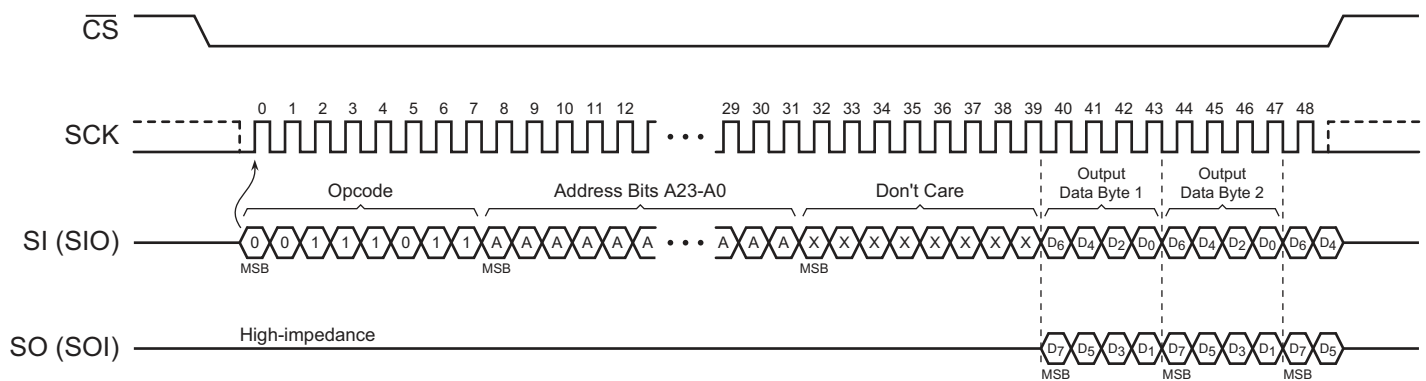 CS
0 1 2 3 4 5 6 7 8 9 10 11 12 29 30 31 32 33 34 35 36 37 38 39 40 41 42 43 44 45 46 47 48
SCK
Opcode Address Bits A23-A0 Don't Care Output Data Byte 1 Output Data Byte 2
SI (SIO) 0 0 1 1 1 0 1 1 A A A A A A A A A X X X X X X X X D6 D4 D2 D0 D6 D4 D2 D0 D6 D4
MSB MSB MSB
High-impedance
SO (SOI) D7 D5 D3 D1 D7 D5 D3 D1 D7 D5
MSB MSB MSB